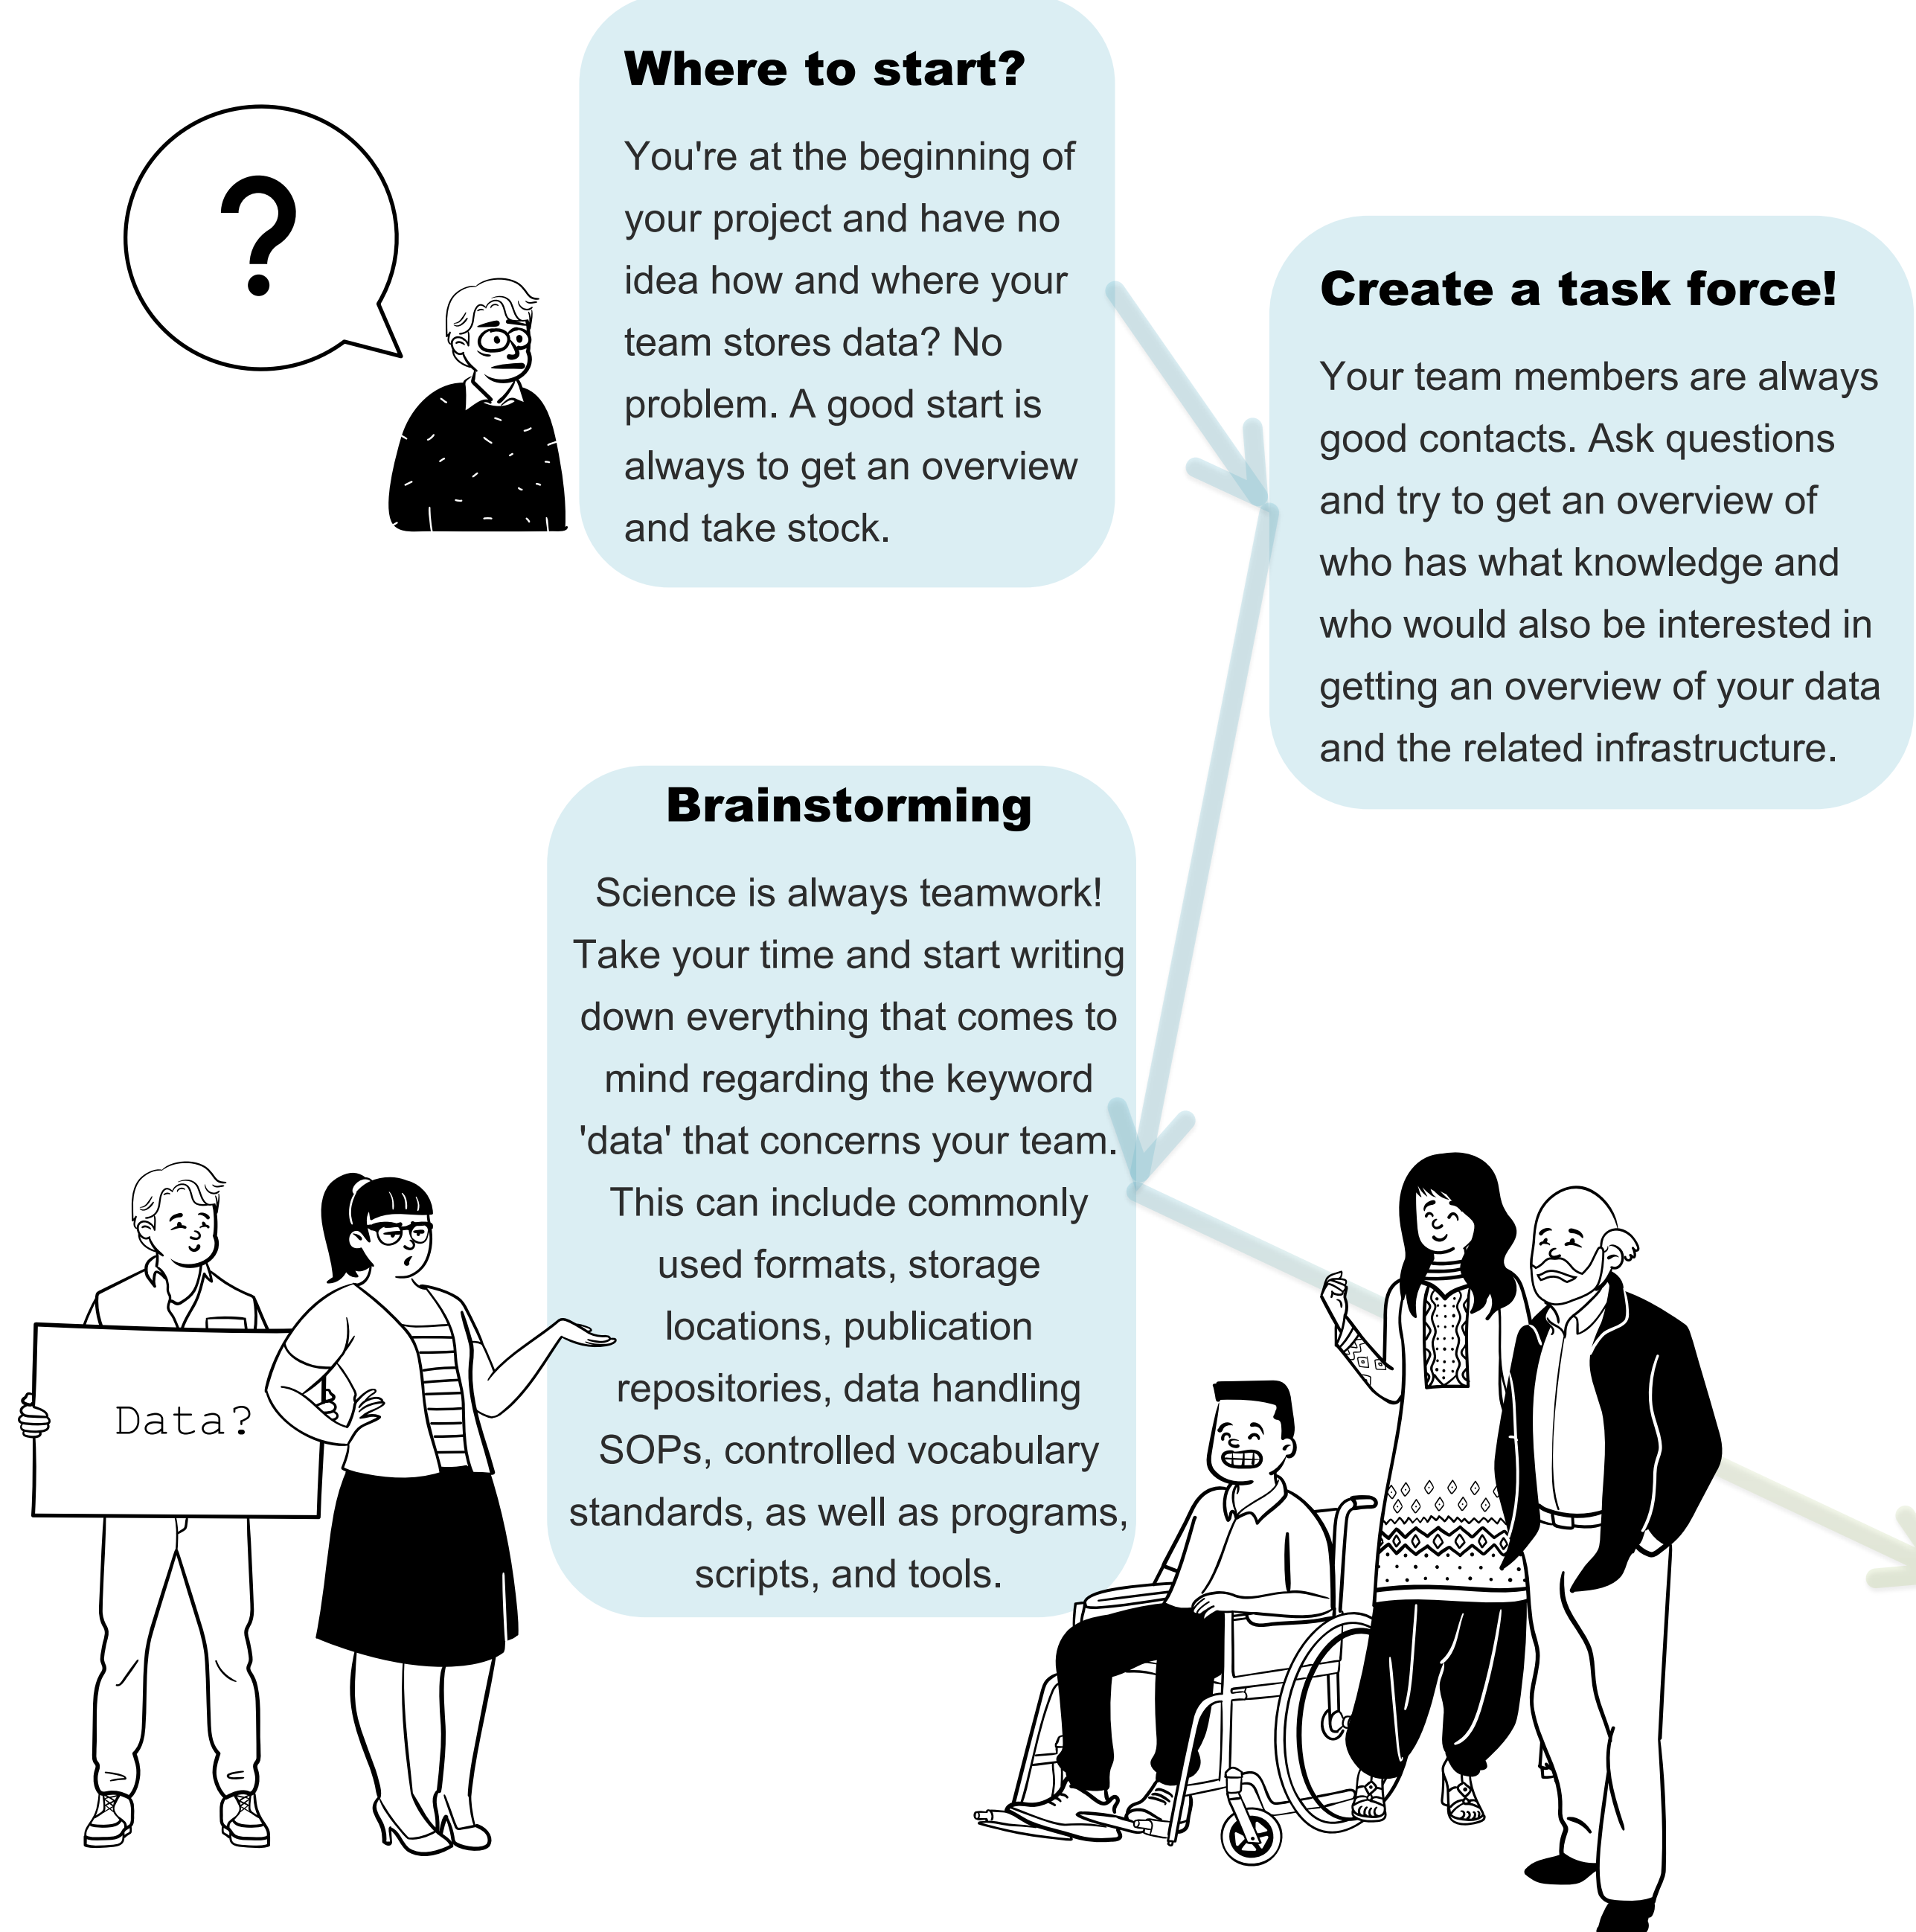 ?
Where to start?
You're at the beginning of
your project and have no
idea how and where your
team stores data? No
problem. A good start is
always to get an overview
and take stock.
Create a task force!
Your team members are always
good contacts. Ask questions
and try to get an overview of
who has what knowledge and
who would also be interested in
getting an overview of your data
and the related infrastructure.
Brainstorming
Science is always teamwork!
Take your time and start writing
down everything that comes to
mind regarding the keyword
'data' that concerns your team.
This can include commonly
used formats, storage
locations, publication
repositories, data handling
SOPs, controlled vocabulary
standards, as well as programs,
scripts, and tools.
Data?